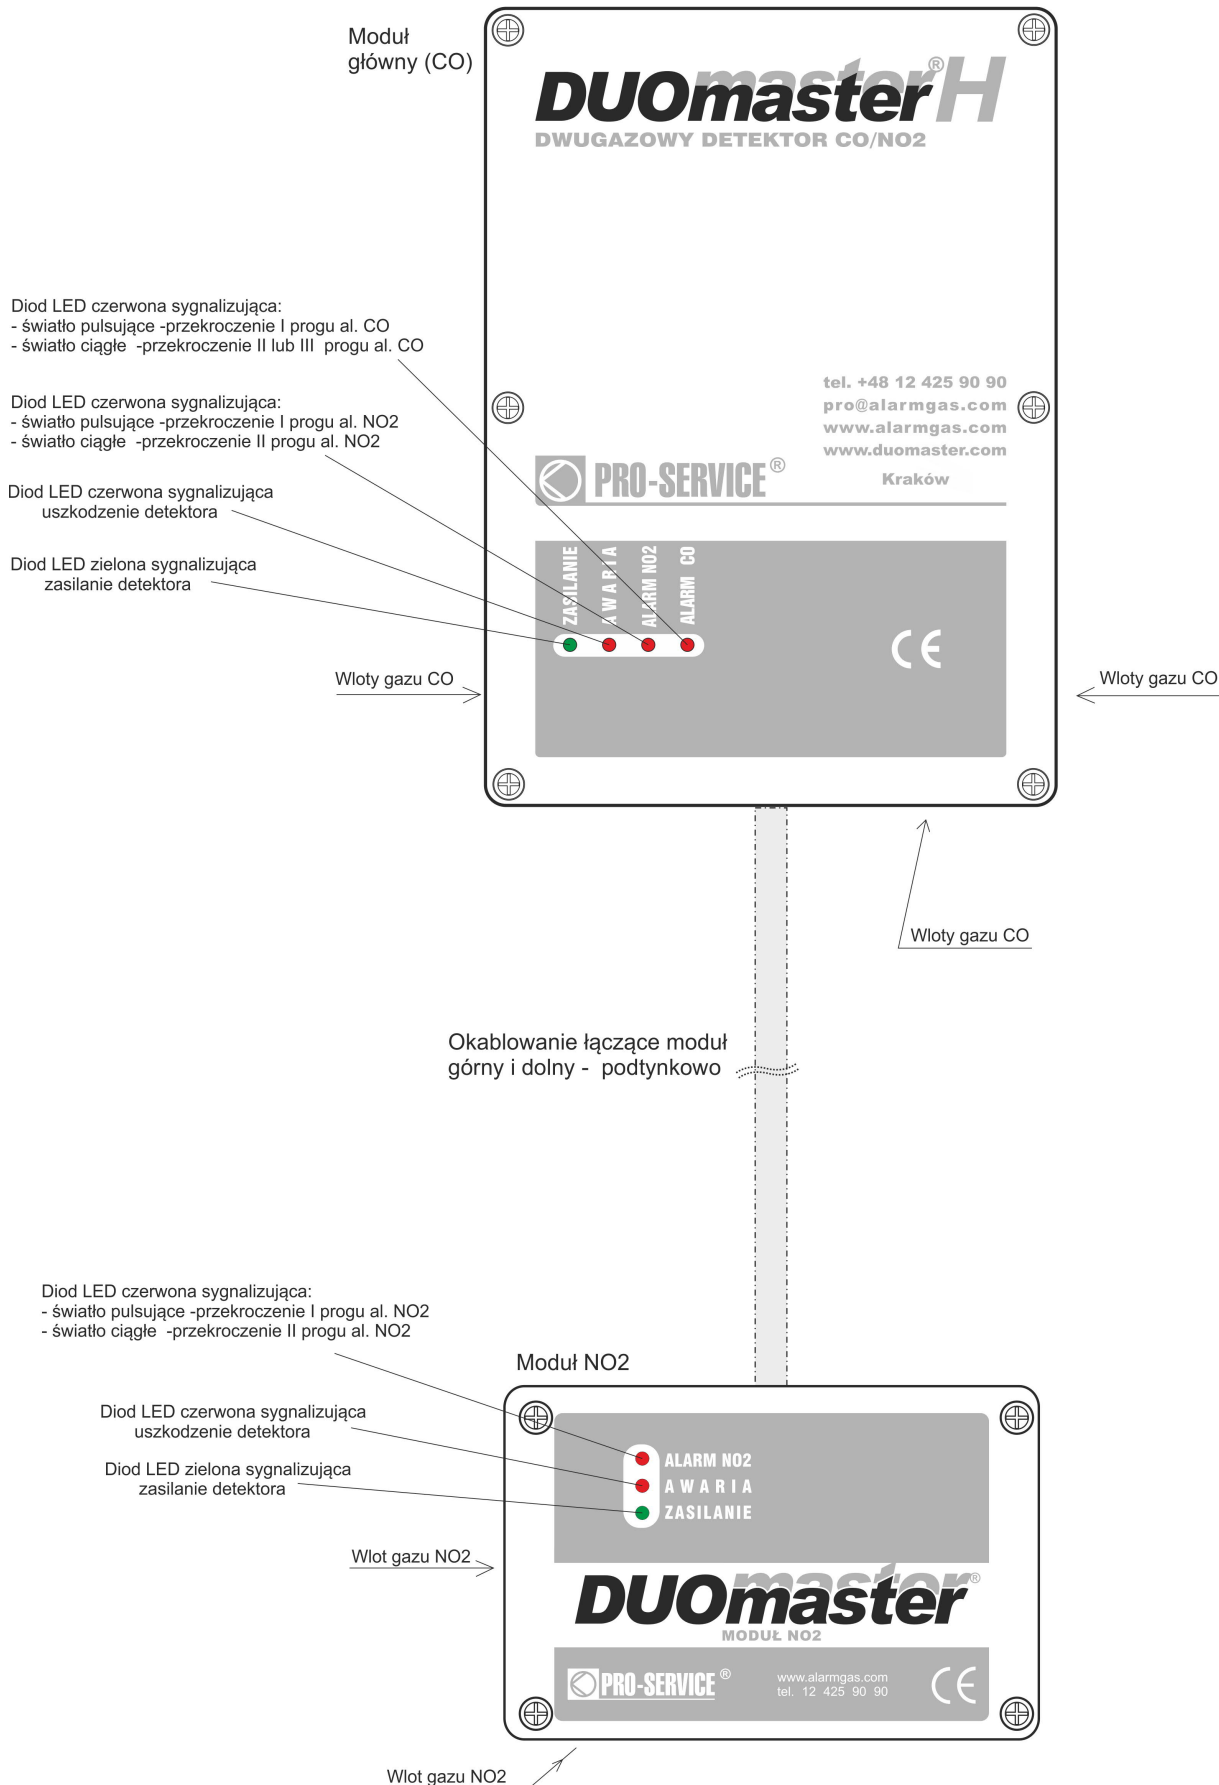 Moduł
główny (CO)
DUOmaster®H
DWUGAZOWY DETEKTOR CO/NO2
Diod LED czerwona sygnalizująca:
- światło pulsujące -przekroczenie I progu al. CO
- światło ciągłe -przekroczenie II lub III progu al. CO
Diod LED czerwona sygnalizująca:
- światło pulsujące -przekroczenie I progu al. NO2
- światło ciągłe -przekroczenie II progu al. NO2
Diod LED czerwona sygnalizująca
uszkodzenie detektora
Diod LED zielona sygnalizująca
zasilanie detektora
tel. +48 12 425 90 90
pro@alarmgas.com
www.alarmgas.com
www.duomaster.com
Kraków
PRO-SERVICE®
ZASILANIE
AWARIA
ALARM NO2
ALARM CO
CE
Wloty gazu CO
Wloty gazu CO
Wloty gazu CO
Okablowanie łączące moduł
górny i dolny - podtynkowo
Diod LED czerwona sygnalizująca:
- światło pulsujące -przekroczenie I progu al. NO2
- światło ciągłe -przekroczenie II progu al. NO2
Moduł NO2
Diod LED czerwona sygnalizująca
uszkodzenie detektora
Diod LED zielona sygnalizująca
zasilanie detektora
ALARM NO2
AWARIA
ZASILANIE
Wlot gazu NO2
DUOmaster®
MODUŁ NO2
PRO-SERVICE®
www.alarmgas.com
tel. 12 425 90 90
CE
Wlot gazu NO2